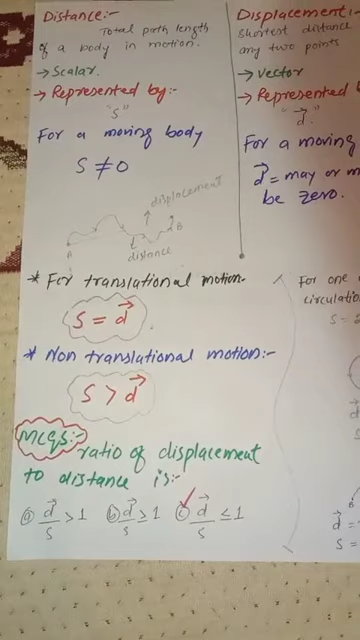 Distance:-
Total path length
of a body in motion.
→ Scalar.
→ Represented by:-
"S"
For a moving body
S ≠ 0
displacement
A
B
distance
* For translational motion-
S = d⃗
* Non translational motion:-
S > d⃗
MCQS:- ratio of displacement
to distance is:-
ⓐ d⃗/S > 1 ⓑ d⃗/S ≥ 1 ⓒ d⃗/S ≤ 1
Displacement:-
shortest distance
any two points
→ vector
→ Represented
"d⃗"
For a moving
d⃗ = may or m
be zero.
For one
circulation
S =
d⃗ =
S =